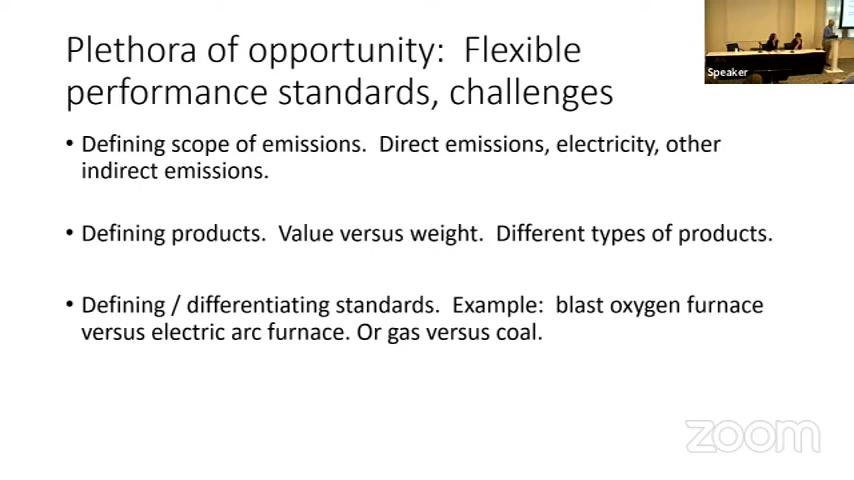 Plethora of opportunity:  Flexible
performance standards, challenges
Speaker
• Defining scope of emissions.  Direct emissions, electricity, other
indirect emissions.
• Defining products.  Value versus weight.  Different types of products.
• Defining / differentiating standards.  Example:  blast oxygen furnace
versus electric arc furnace. Or gas versus coal.
zoom